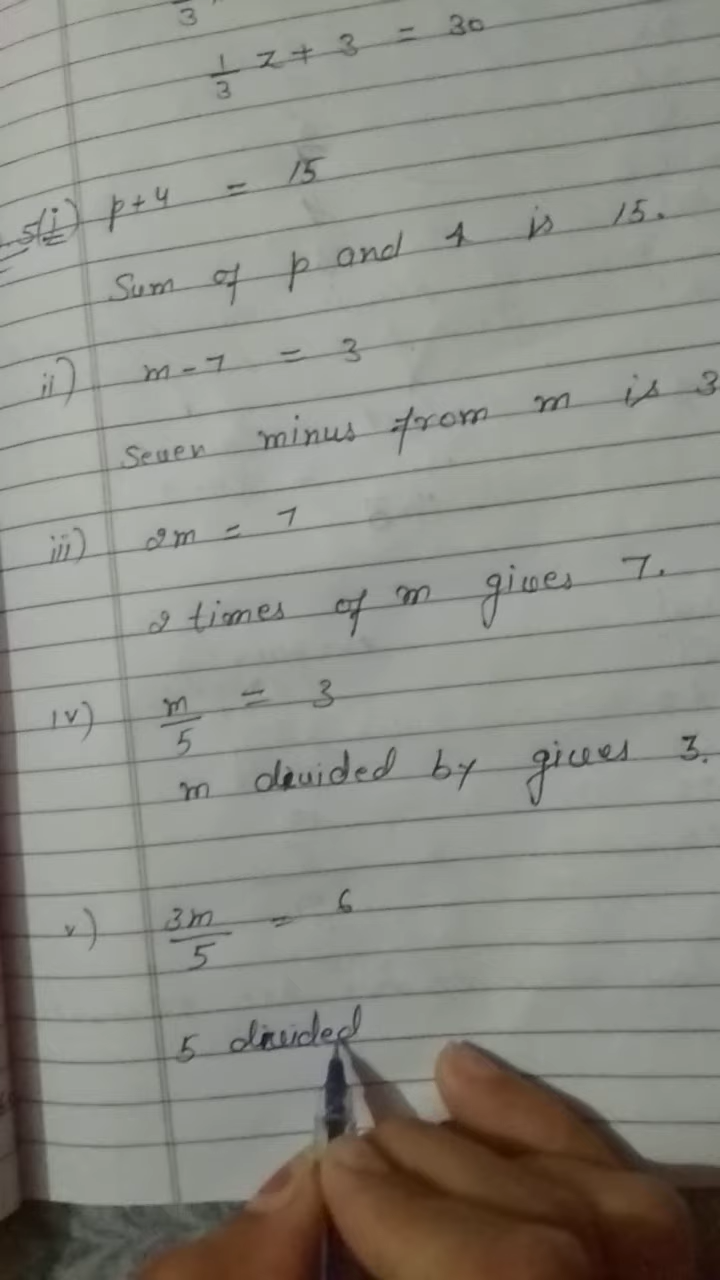 3
1/3 z + 3 = 30
5(i) p+4 = 15
Sum of p and 4 is 15.
ii) m-7 = 3
Seven minus from m is 3
iii) 2m = 7
2 times of m gives 7.
iv) m/5 = 3
m divided by gives 3.
v) 3m/5 = 6
5 divided